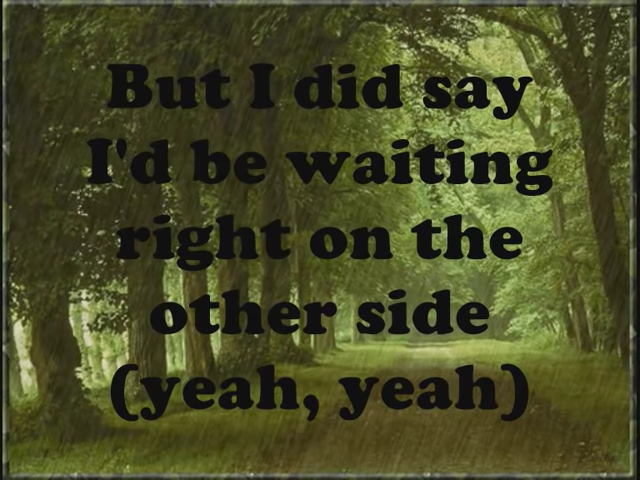 But I did say
I'd be waiting
right on the
other side
(yeah, yeah)